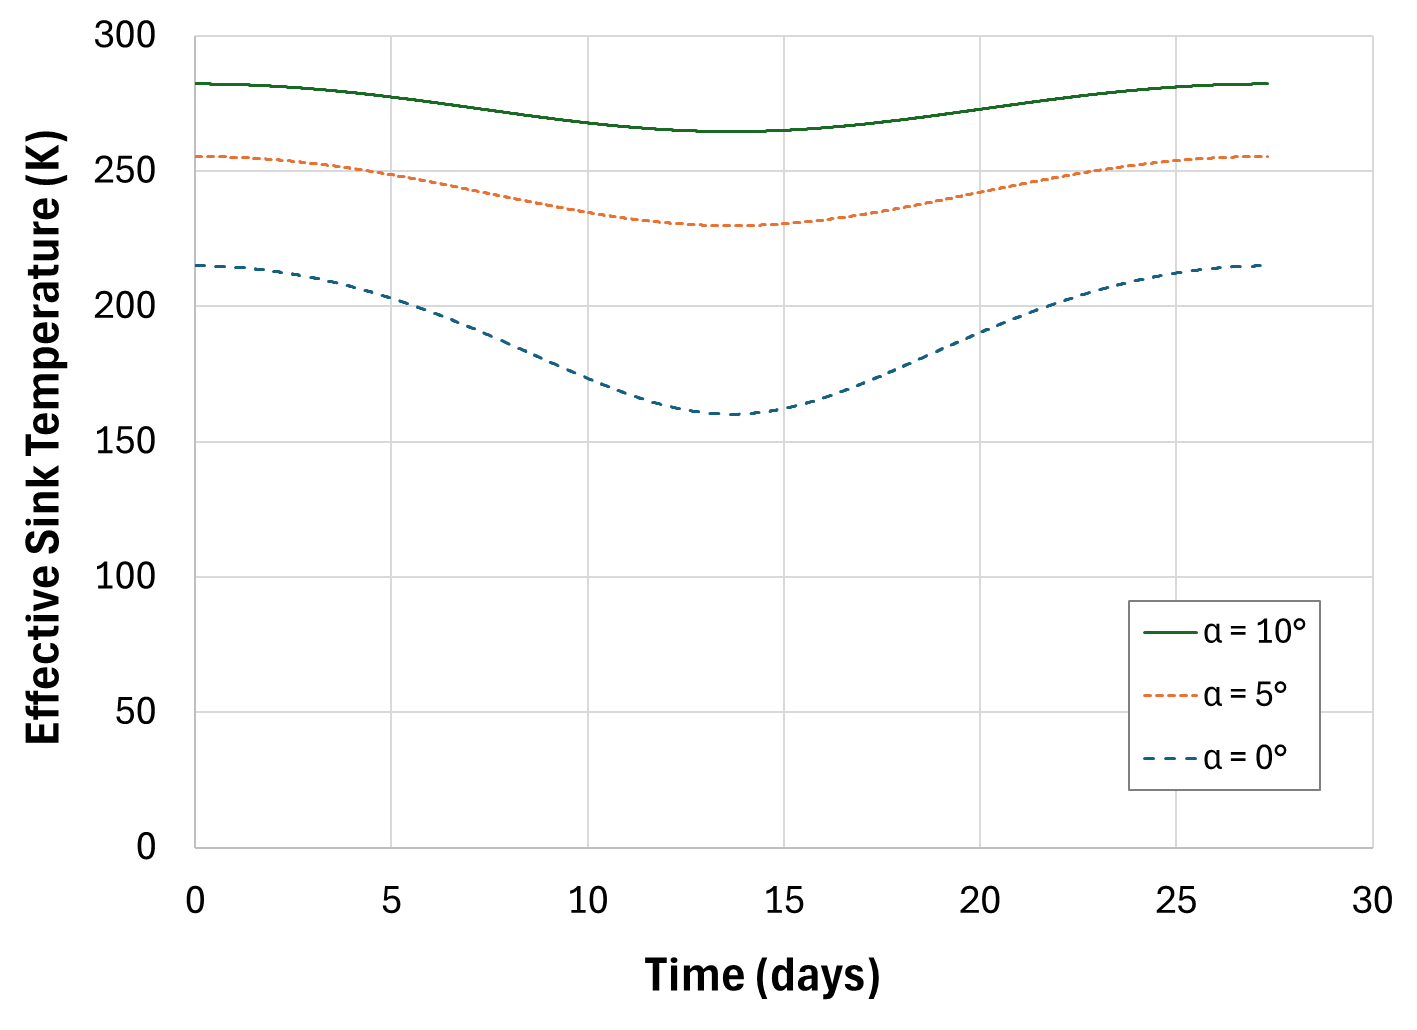 Effective Sink Temperature (K)
300
250
200
150
100
50
0
0 5 10 15 20 25 30
Time (days)
α = 10°
α = 5°
α = 0°